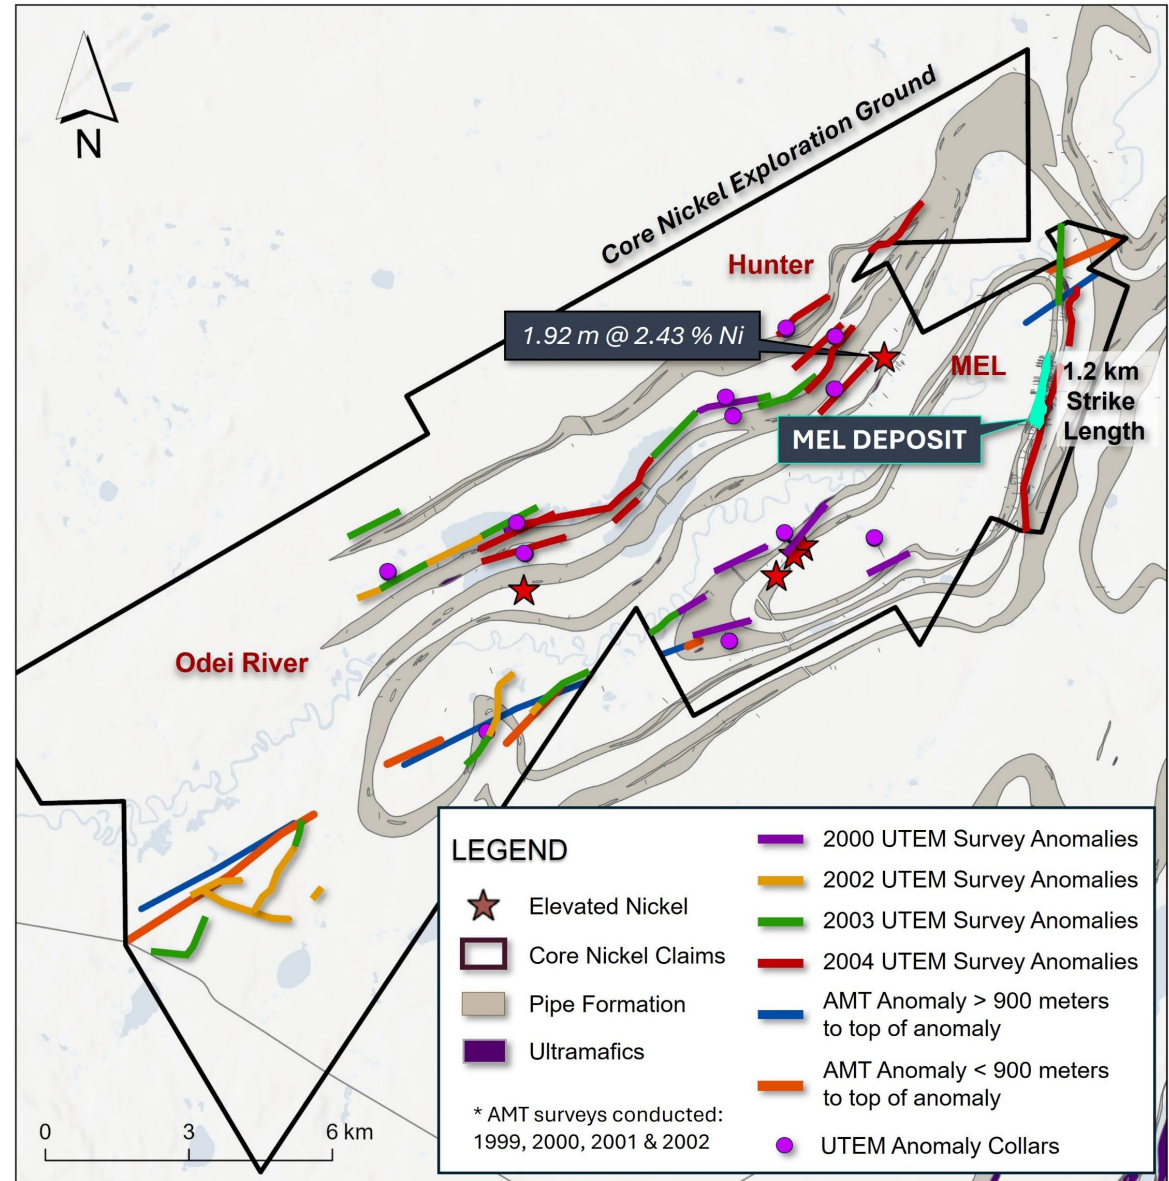 N
Core Nickel Exploration Ground
Hunter
1.92 m @ 2.43 % Ni
MEL
1.2 km
Strike
Length
MEL DEPOSIT
Odei River
LEGEND
Elevated Nickel
Core Nickel Claims
Pipe Formation
Ultramafics
* AMT surveys conducted:
1999, 2000, 2001 & 2002
2000 UTEM Survey Anomalies
2002 UTEM Survey Anomalies
2003 UTEM Survey Anomalies
2004 UTEM Survey Anomalies
AMT Anomaly > 900 meters
to top of anomaly
AMT Anomaly < 900 meters
to top of anomaly
UTEM Anomaly Collars
0 3 6 km